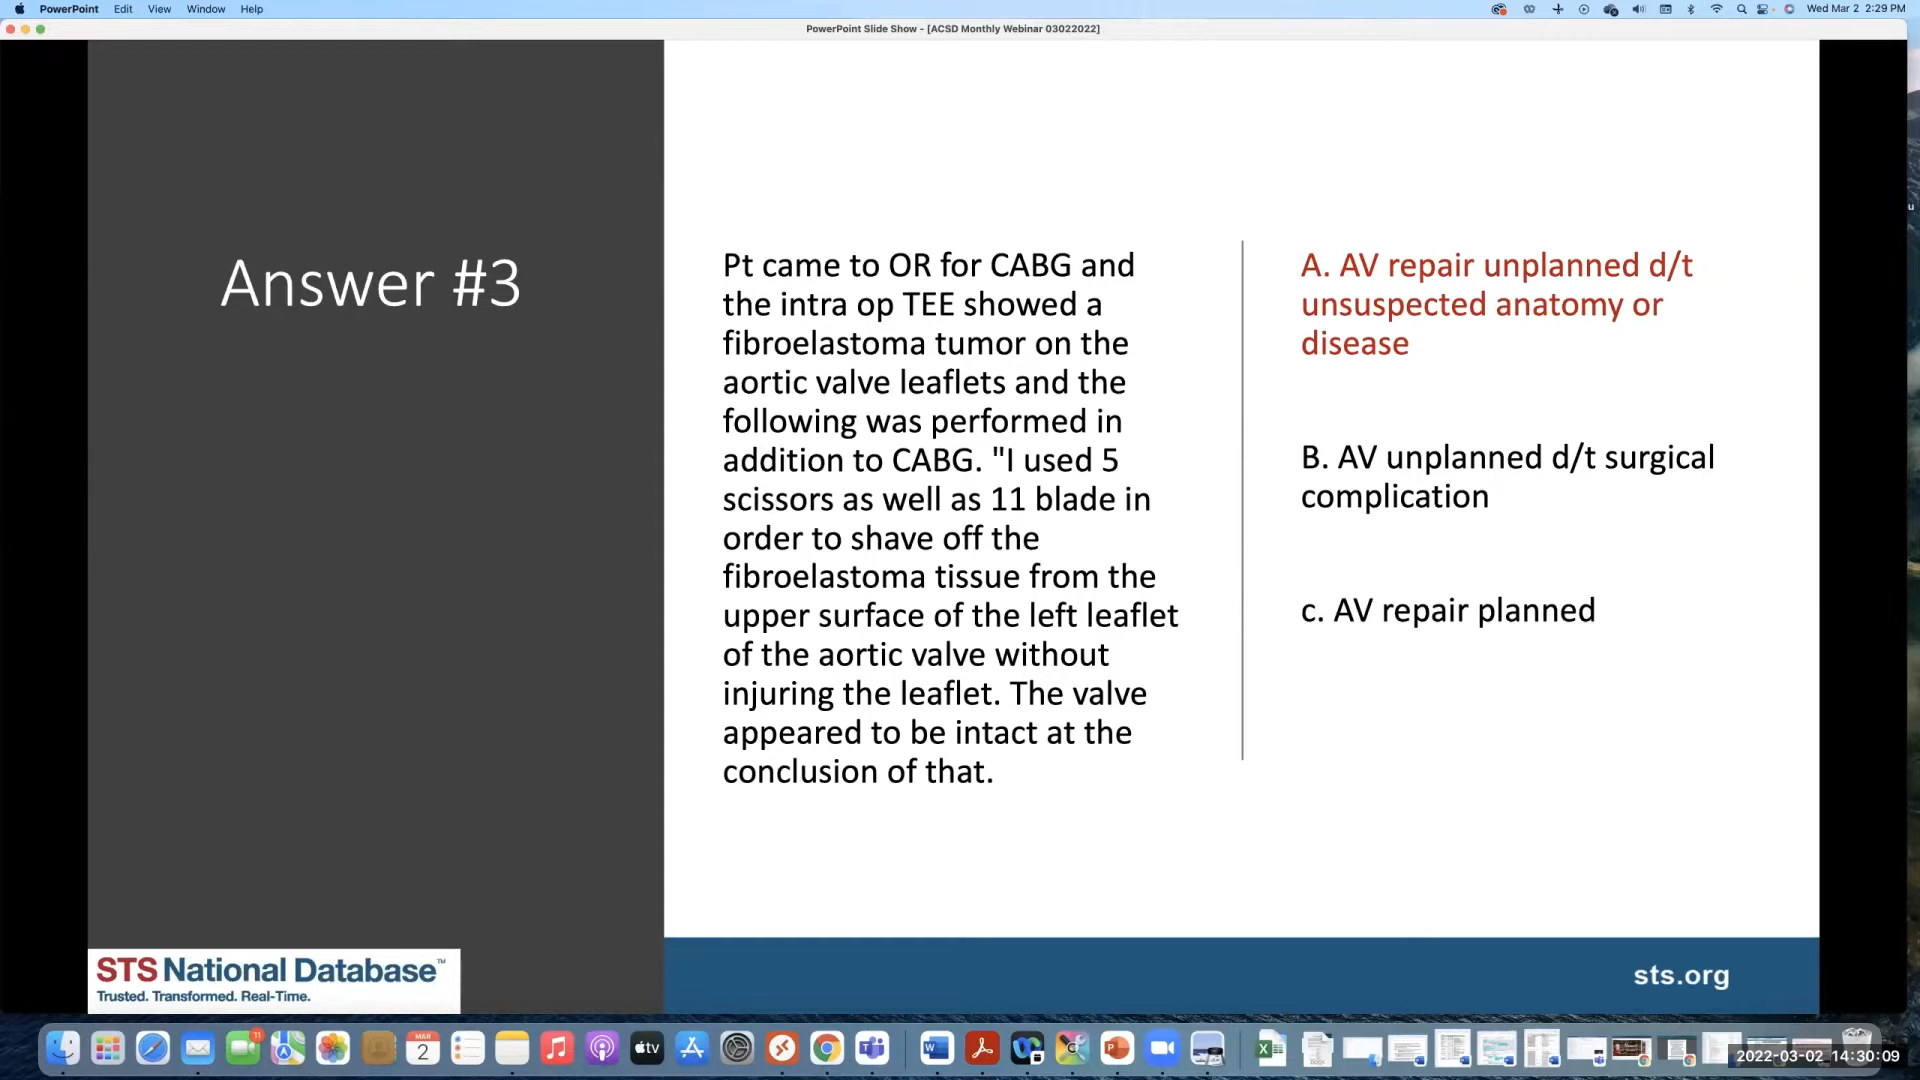 PowerPoint Edit View Window Help
Wed Mar 2 2:29 PM
PowerPoint Slide Show - [ACSD Monthly Webinar 03022022]
Answer #3
Pt came to OR for CABG and
the intra op TEE showed a
fibroelastoma tumor on the
aortic valve leaflets and the
following was performed in
addition to CABG. "I used 5
scissors as well as 11 blade in
order to shave off the
fibroelastoma tissue from the
upper surface of the left leaflet
of the aortic valve without
injuring the leaflet. The valve
appeared to be intact at the
conclusion of that.
A. AV repair unplanned d/t
unsuspected anatomy or
disease
B. AV unplanned d/t surgical
complication
c. AV repair planned
STS National Database™
Trusted. Transformed. Real-Time.
sts.org
11
MAR
2
tv
2022-03-02 14:30:09